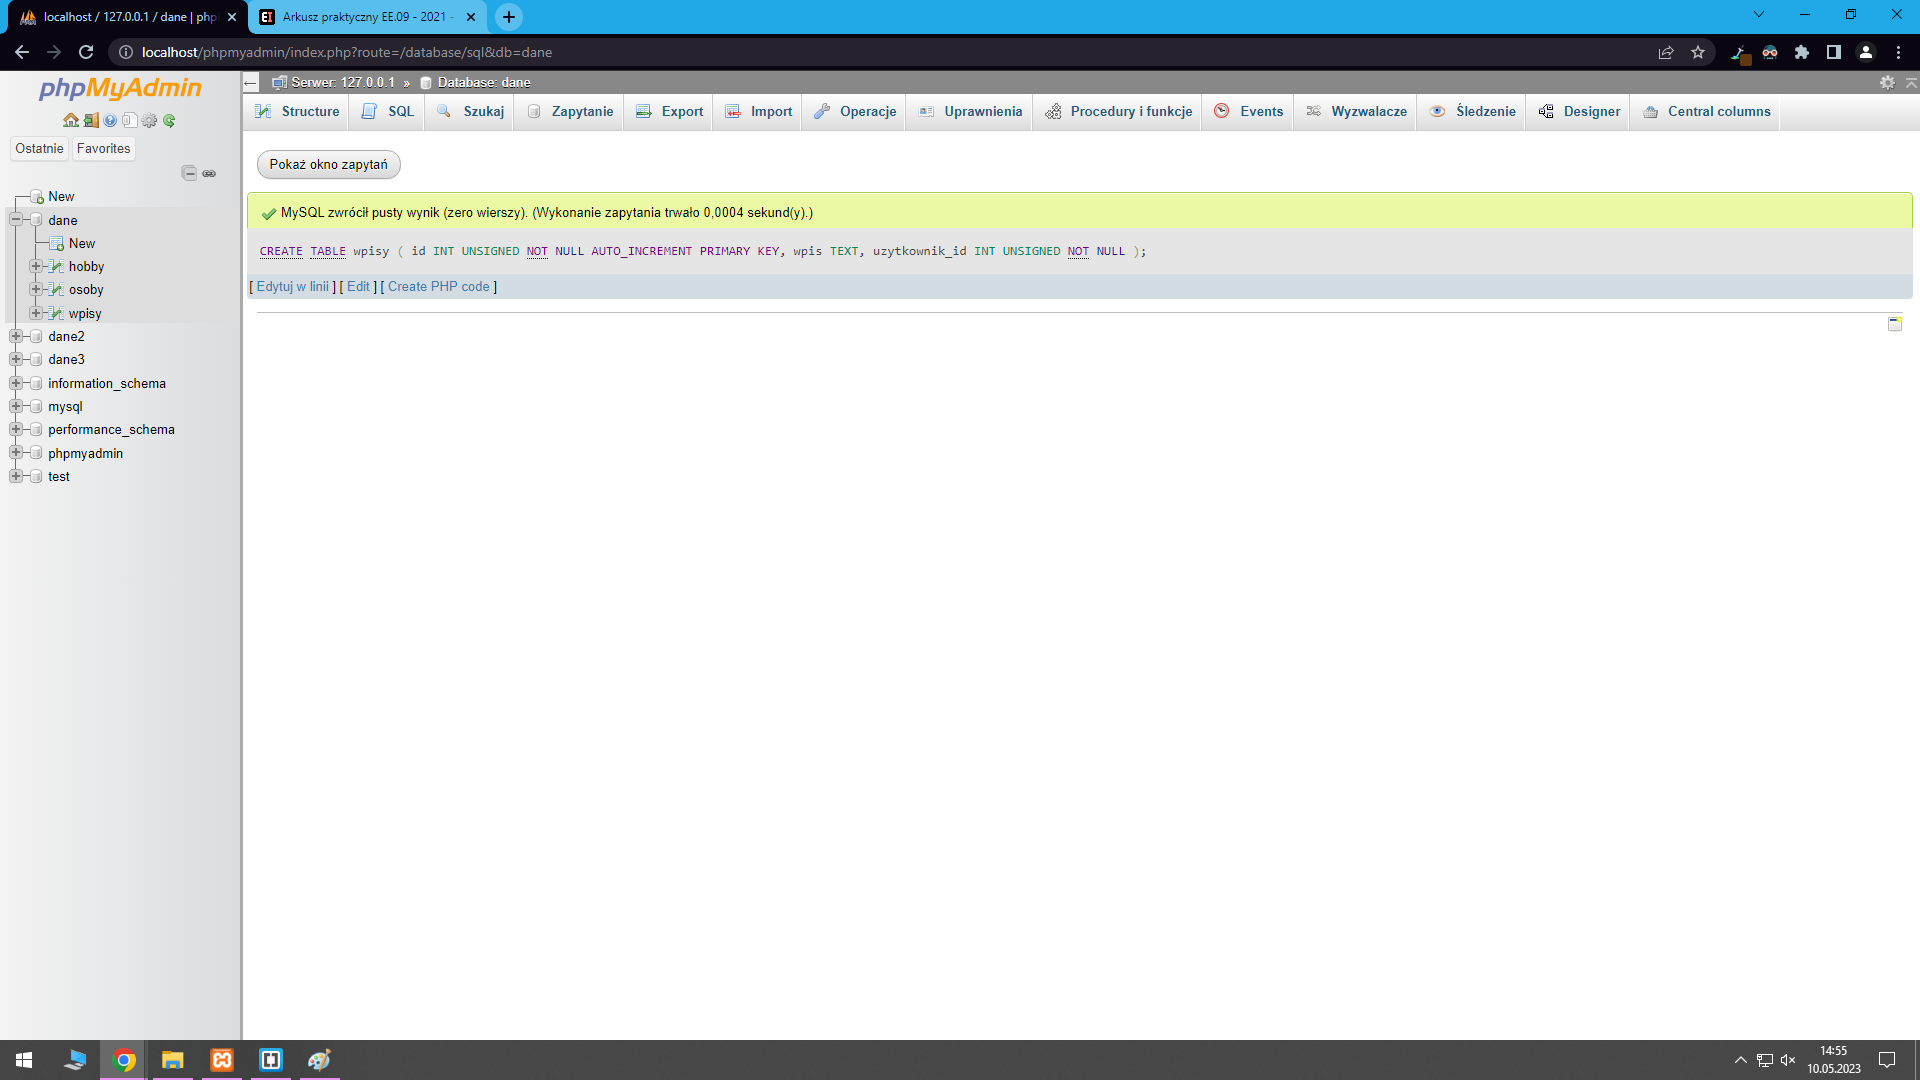 localhost / 127.0.0.1 / dane | php
Arkusz praktyczny EE.09 - 2021 -
localhost/phpmyadmin/index.php?route=/database/sql&db=dane
phpMyAdmin
Serwer: 127.0.0.1 » Database: dane
Structure SQL Szukaj Zapytanie Export Import Operacje Uprawnienia Procedury i funkcje Events Wyzwalacze Śledzenie Designer Central columns
Ostatnie Favorites
New
dane
New
hobby
osoby
wpisy
dane2
dane3
information_schema
mysql
performance_schema
phpmyadmin
test
Pokaż okno zapytań
MySQL zwrócił pusty wynik (zero wierszy). (Wykonanie zapytania trwało 0,0004 sekund(y).)
CREATE TABLE wpisy ( id INT UNSIGNED NOT NULL AUTO_INCREMENT PRIMARY KEY, wpis TEXT, uzytkownik_id INT UNSIGNED NOT NULL );
[ Edytuj w linii ] [ Edit ] [ Create PHP code ]
14:55
10.05.2023